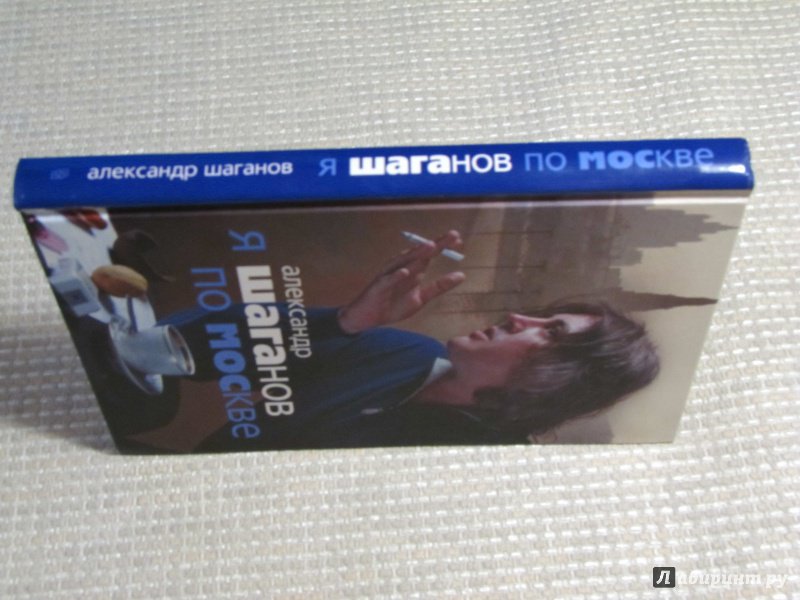 александр шаганов я шаганов по москве
александр
я шаганов
по москве
Лабиринт.ру